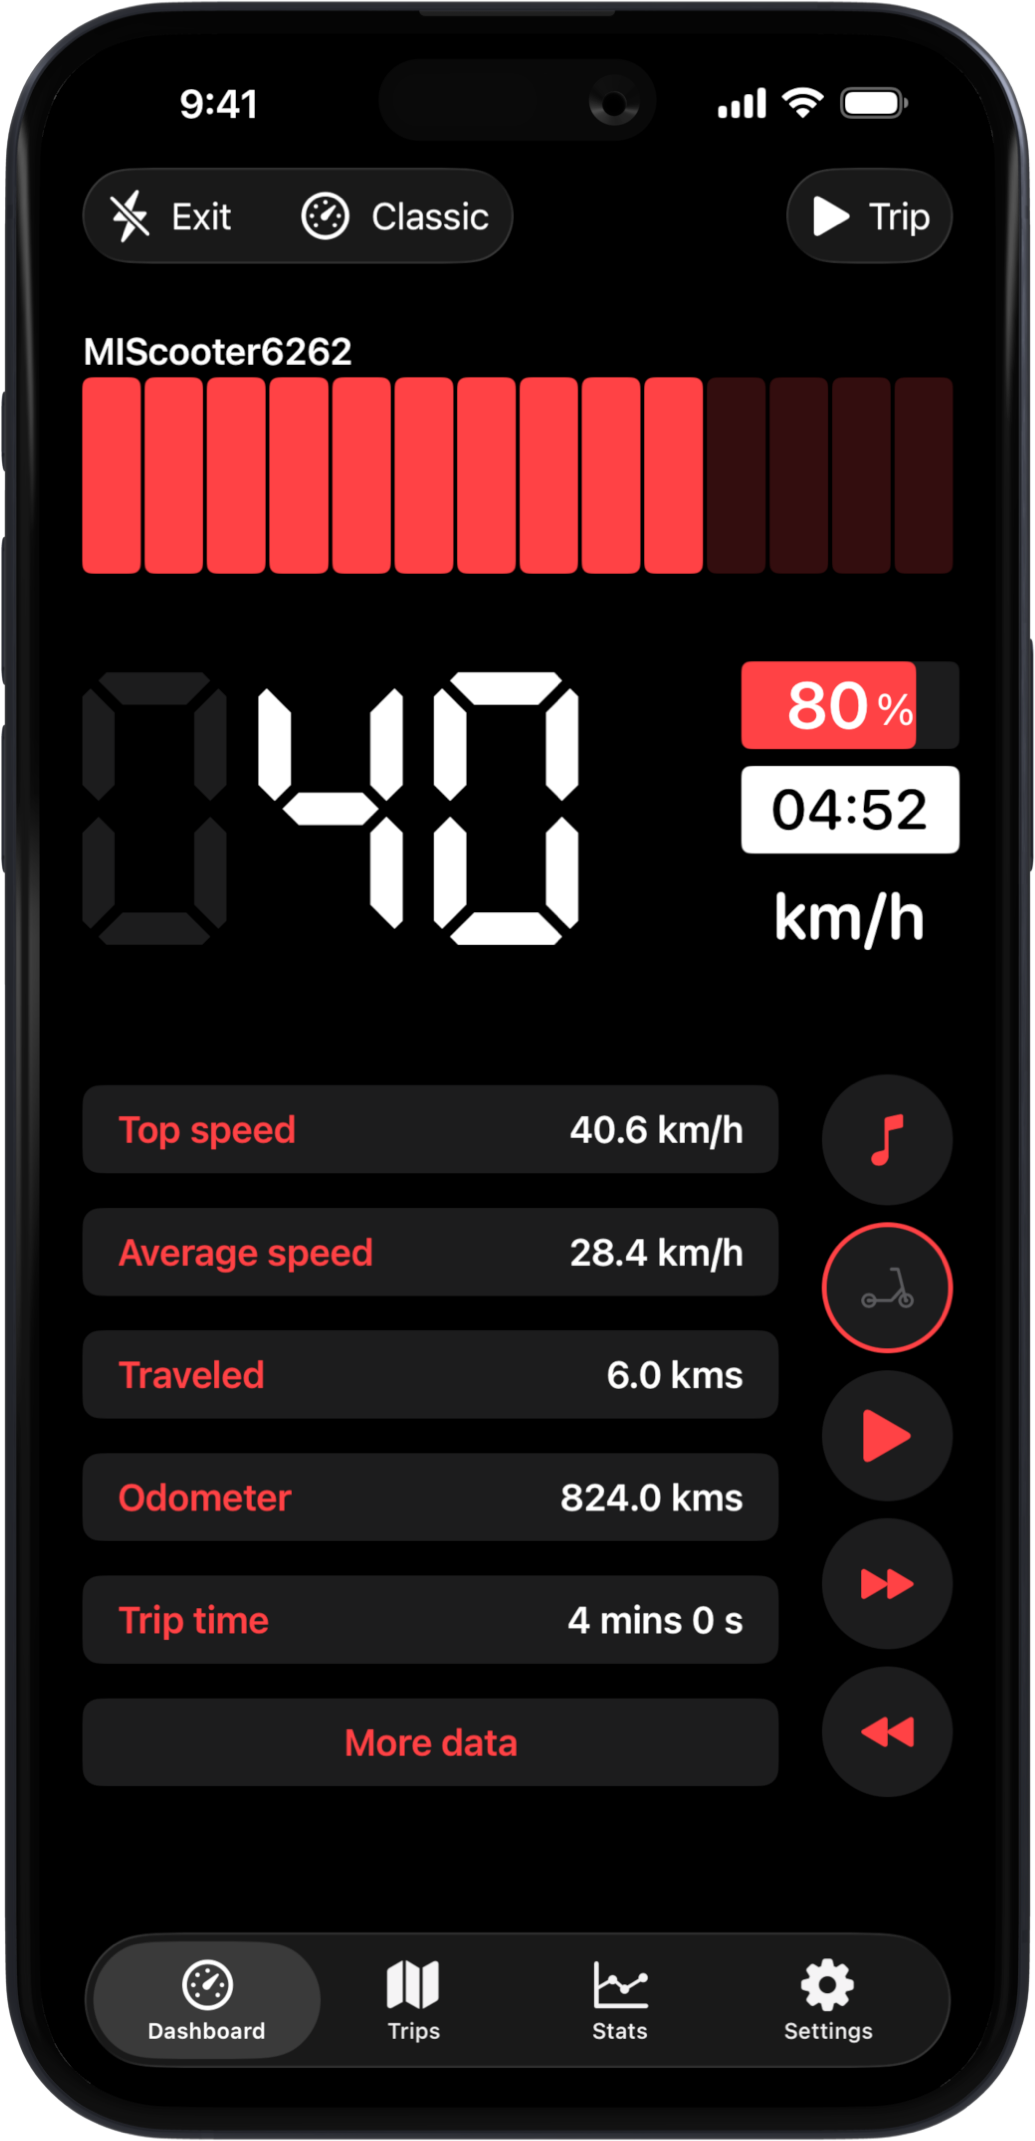 9:41
Exit Classic Trip
MIScooter6262
40
80%
04:52
km/h
Top speed 40.6 km/h
Average speed 28.4 km/h
Traveled 6.0 kms
Odometer 824.0 kms
Trip time 4 mins 0 s
More data
Dashboard Trips Stats Settings